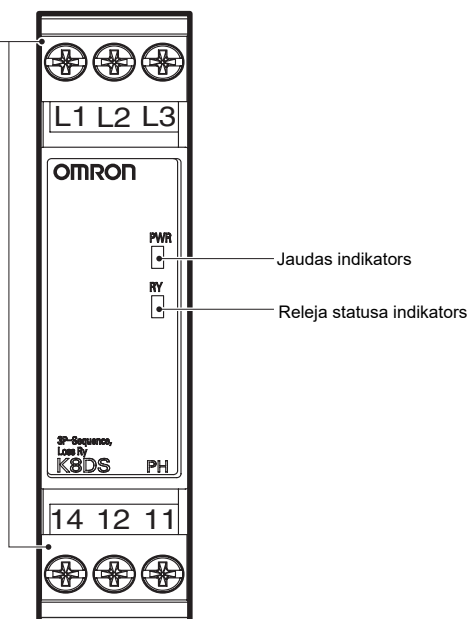 L1 L2 L3
OMRON
PWR
Jaudas indikators
RY
Releja statusa indikators
3P-Sequence,
Loss Ry
K8DS PH
14 12 11